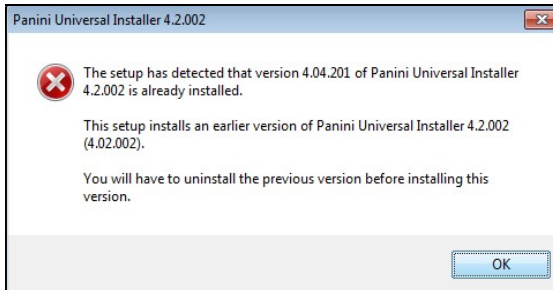 Panini Universal Installer 4.2.002
The setup has detected that version 4.04.201 of Panini Universal Installer
4.2.002 is already installed.
This setup installs an earlier version of Panini Universal Installer 4.2.002
(4.02.002).
You will have to uninstall the previous version before installing this
version.
OK